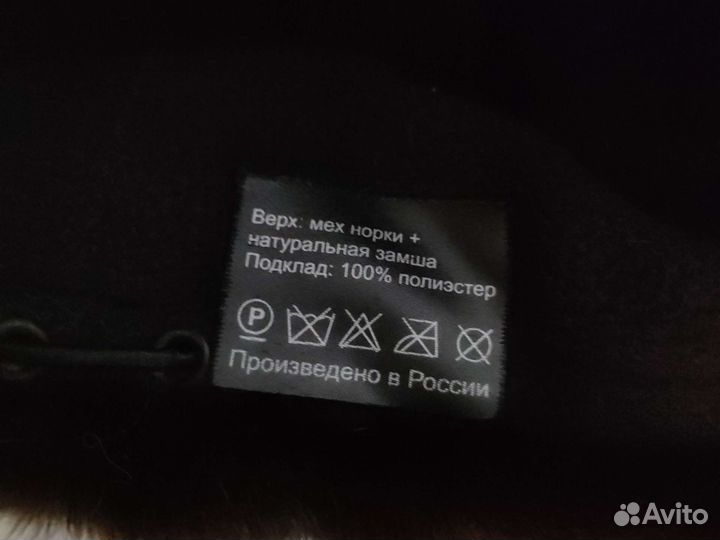 Верх: мех норки +
натуральная замша
Подклад: 100% полиэстер
P
Произведено в России
Avito